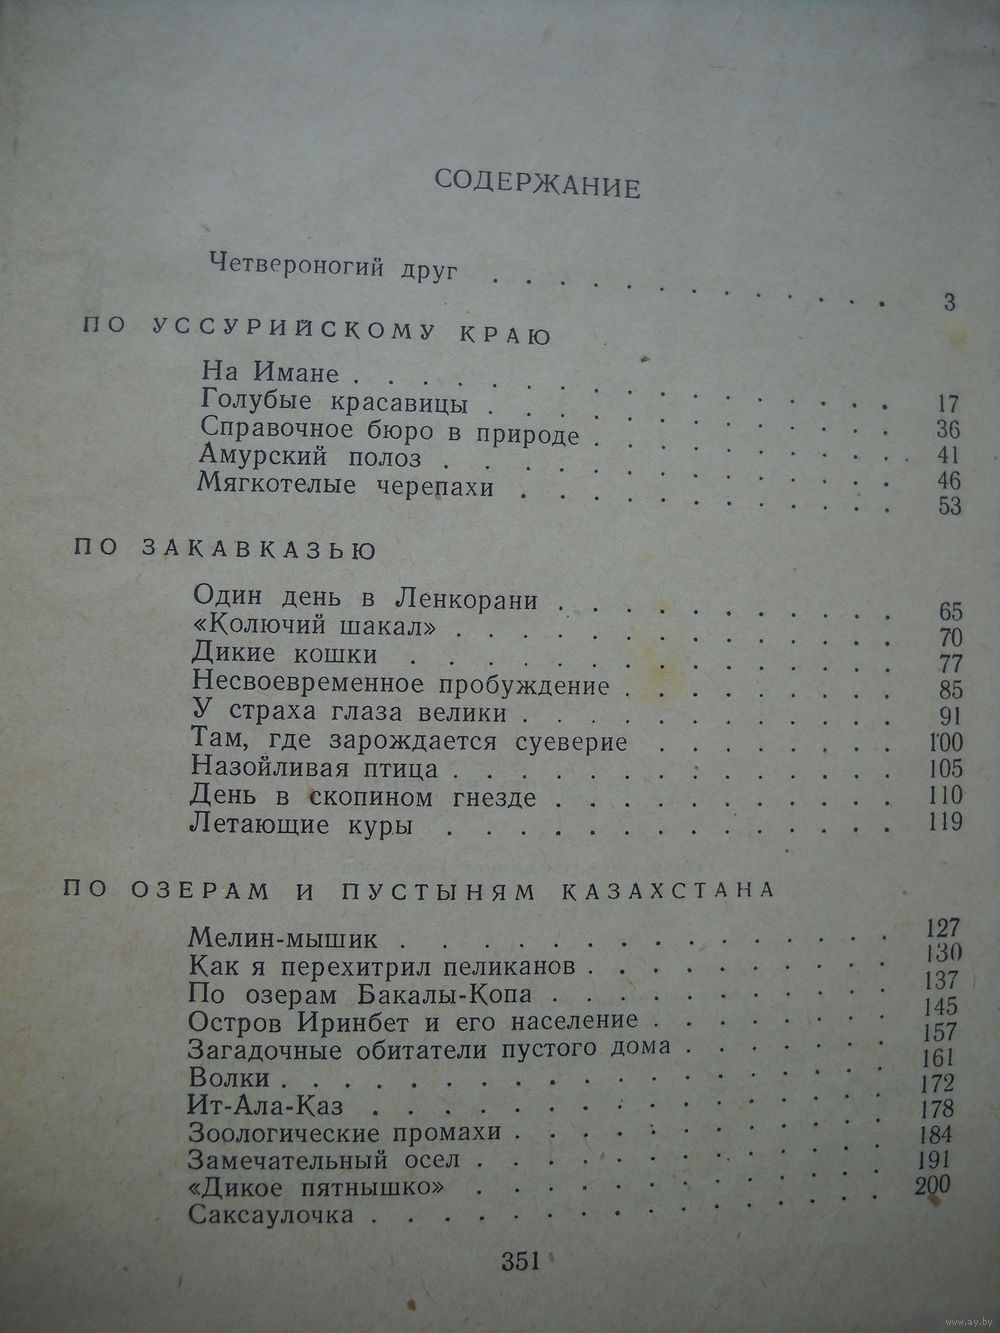 СОДЕРЖАНИЕ
Четвероногий друг . . . . . . . . . . . . . 3
ПО УССУРИЙСКОМУ КРАЮ
На Имане . . . . . . . . . . . . . . . . 17
Голубые красавицы . . . . . . . . . . . . 36
Справочное бюро в природе . . . . . . . . . 41
Амурский полоз . . . . . . . . . . . . . 46
Мягкотелые черепахи . . . . . . . . . . . 53
ПО ЗАКАВКАЗЬЮ
Один день в Ленкорани . . . . . . . . . . 65
«Колючий шакал» . . . . . . . . . . . . . 70
Дикие кошки . . . . . . . . . . . . . . 77
Несвоевременное пробуждение . . . . . . . . 85
У страха глаза велики . . . . . . . . . . . 91
Там, где зарождается суеверие . . . . . . . 100
Назойливая птица . . . . . . . . . . . . 105
День в скопином гнезде . . . . . . . . . . 110
Летающие куры . . . . . . . . . . . . . 119
ПО ОЗЕРАМ И ПУСТЫНЯМ КАЗАХСТАНА
Мелин-мышик . . . . . . . . . . . . . . 127
Как я перехитрил пеликанов . . . . . . . . . 130
По озерам Бакалы-Копа . . . . . . . . . . 137
Остров Иринбет и его население . . . . . . . 145
Загадочные обитатели пустого дома . . . . . . 157
Волки . . . . . . . . . . . . . . . . . 161
Ит-Ала-Каз . . . . . . . . . . . . . . . 172
Зоологические промахи . . . . . . . . . . . 178
Замечательный осел . . . . . . . . . . . . 184
«Дикое пятнышко» . . . . . . . . . . . . 191
Саксаулочка . . . . . . . . . . . . . . . 200
351
www.ay.by